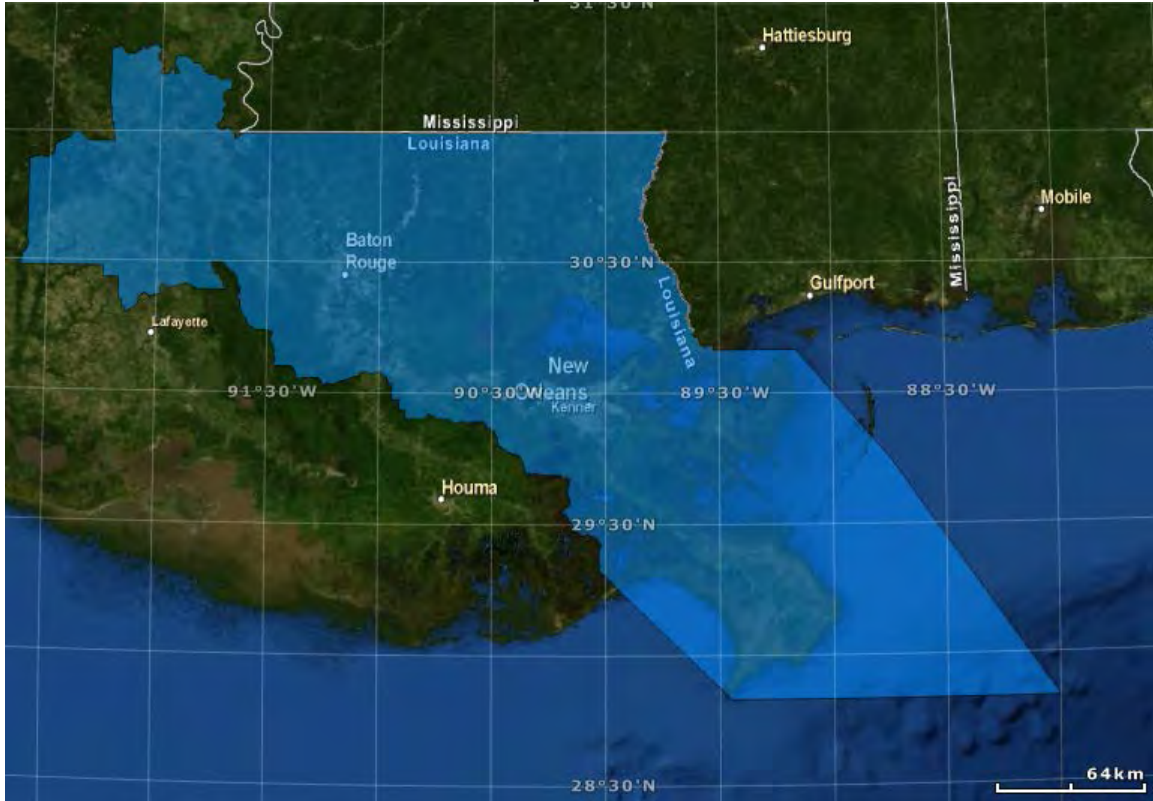 31°30'N
Hattiesburg
Mississippi
Louisiana
Mississippi
Mobile
Baton
Rouge
30°30'N
Louisiana
Gulfport
Lafayette
New
Orleans
91°30'W
90°30'W
89°30'W
88°30'W
Kenner
Houma
29°30'N
64km
28°30'N